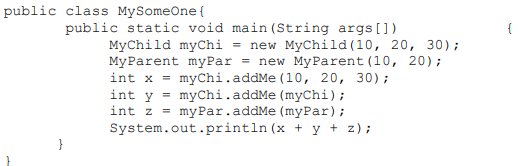 public class MySomeOne{
public static void main(String args[]) {
MyChild myChi = new MyChild(10, 20, 30);
MyParent myPar = new MyParent(10, 20);
int x = myChi.addMe(10, 20, 30);
int y = myChi.addMe(myChi);
int z = myPar.addMe(myPar);
System.out.println(x + y + z);
}
}